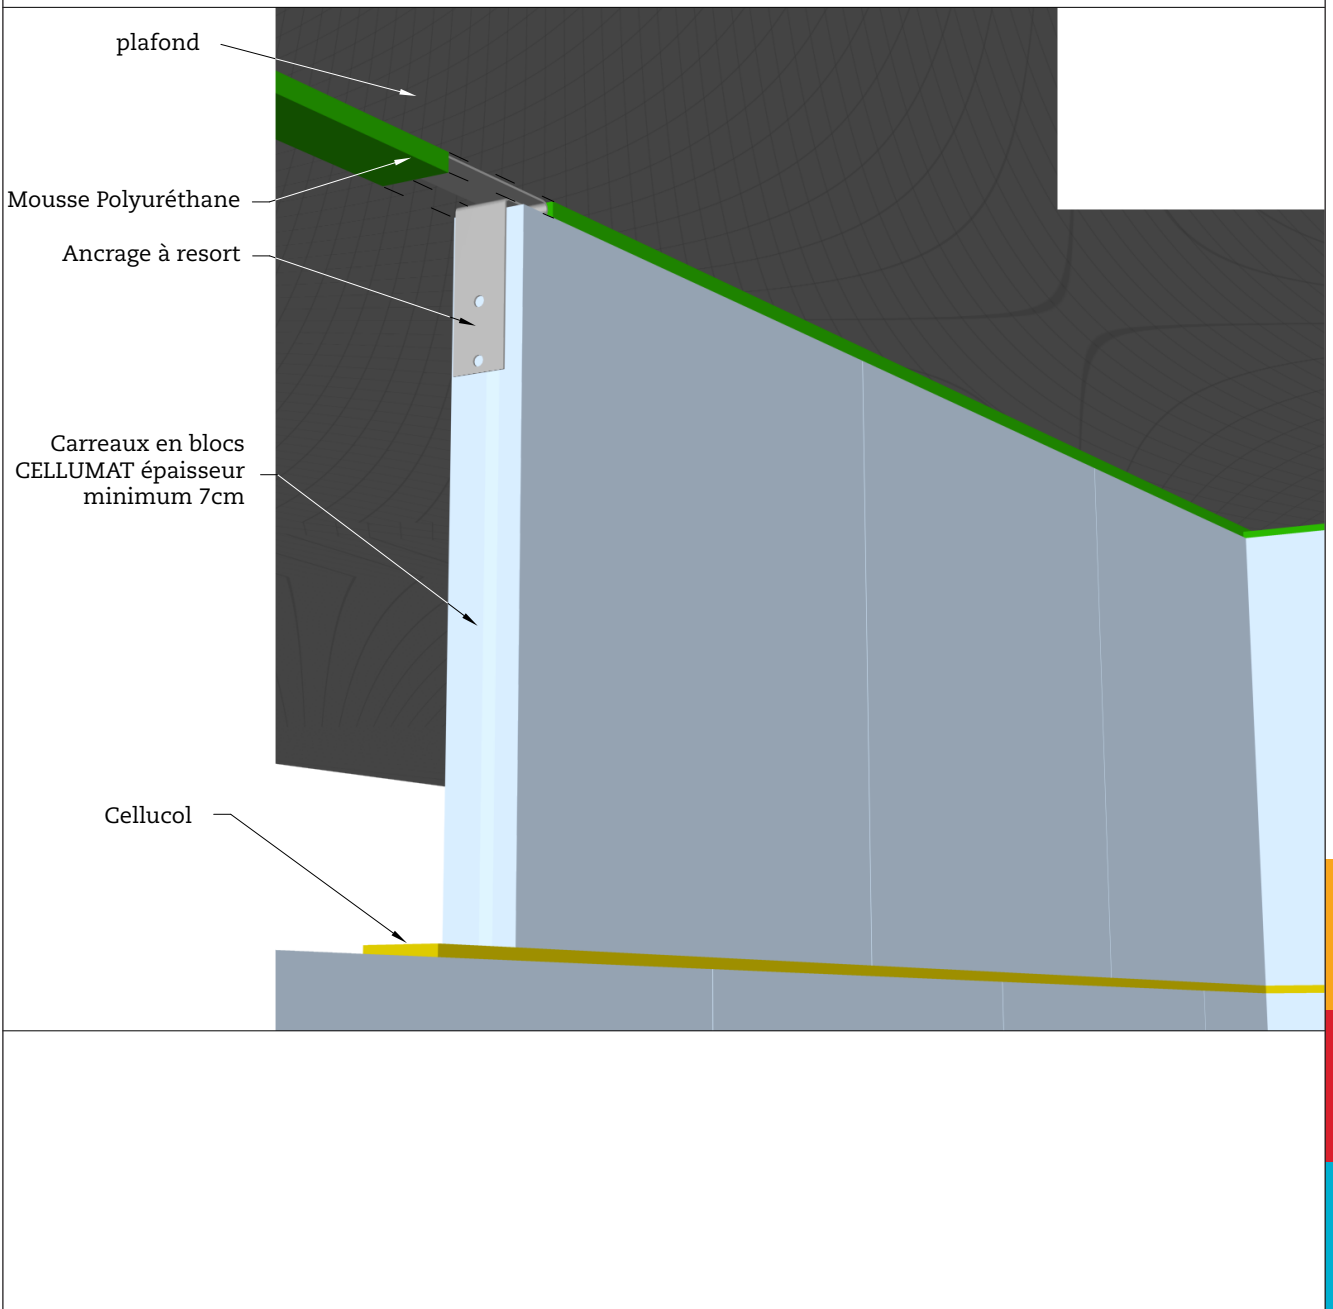 plafond
Mousse Polyuréthane
Ancrage à resort
Carreaux en blocs
CELLUMAT épaisseur
minimum 7cm
Cellucol